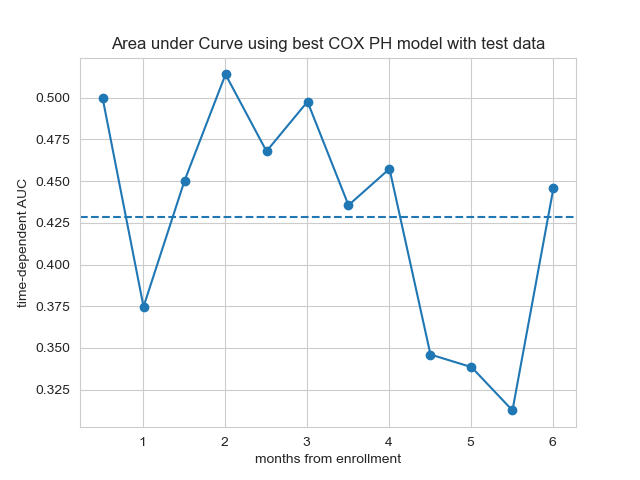 Area under Curve using best COX PH model with test data
time-dependent AUC
0.500
0.475
0.450
0.425
0.400
0.375
0.350
0.325
1 2 3 4 5 6
months from enrollment